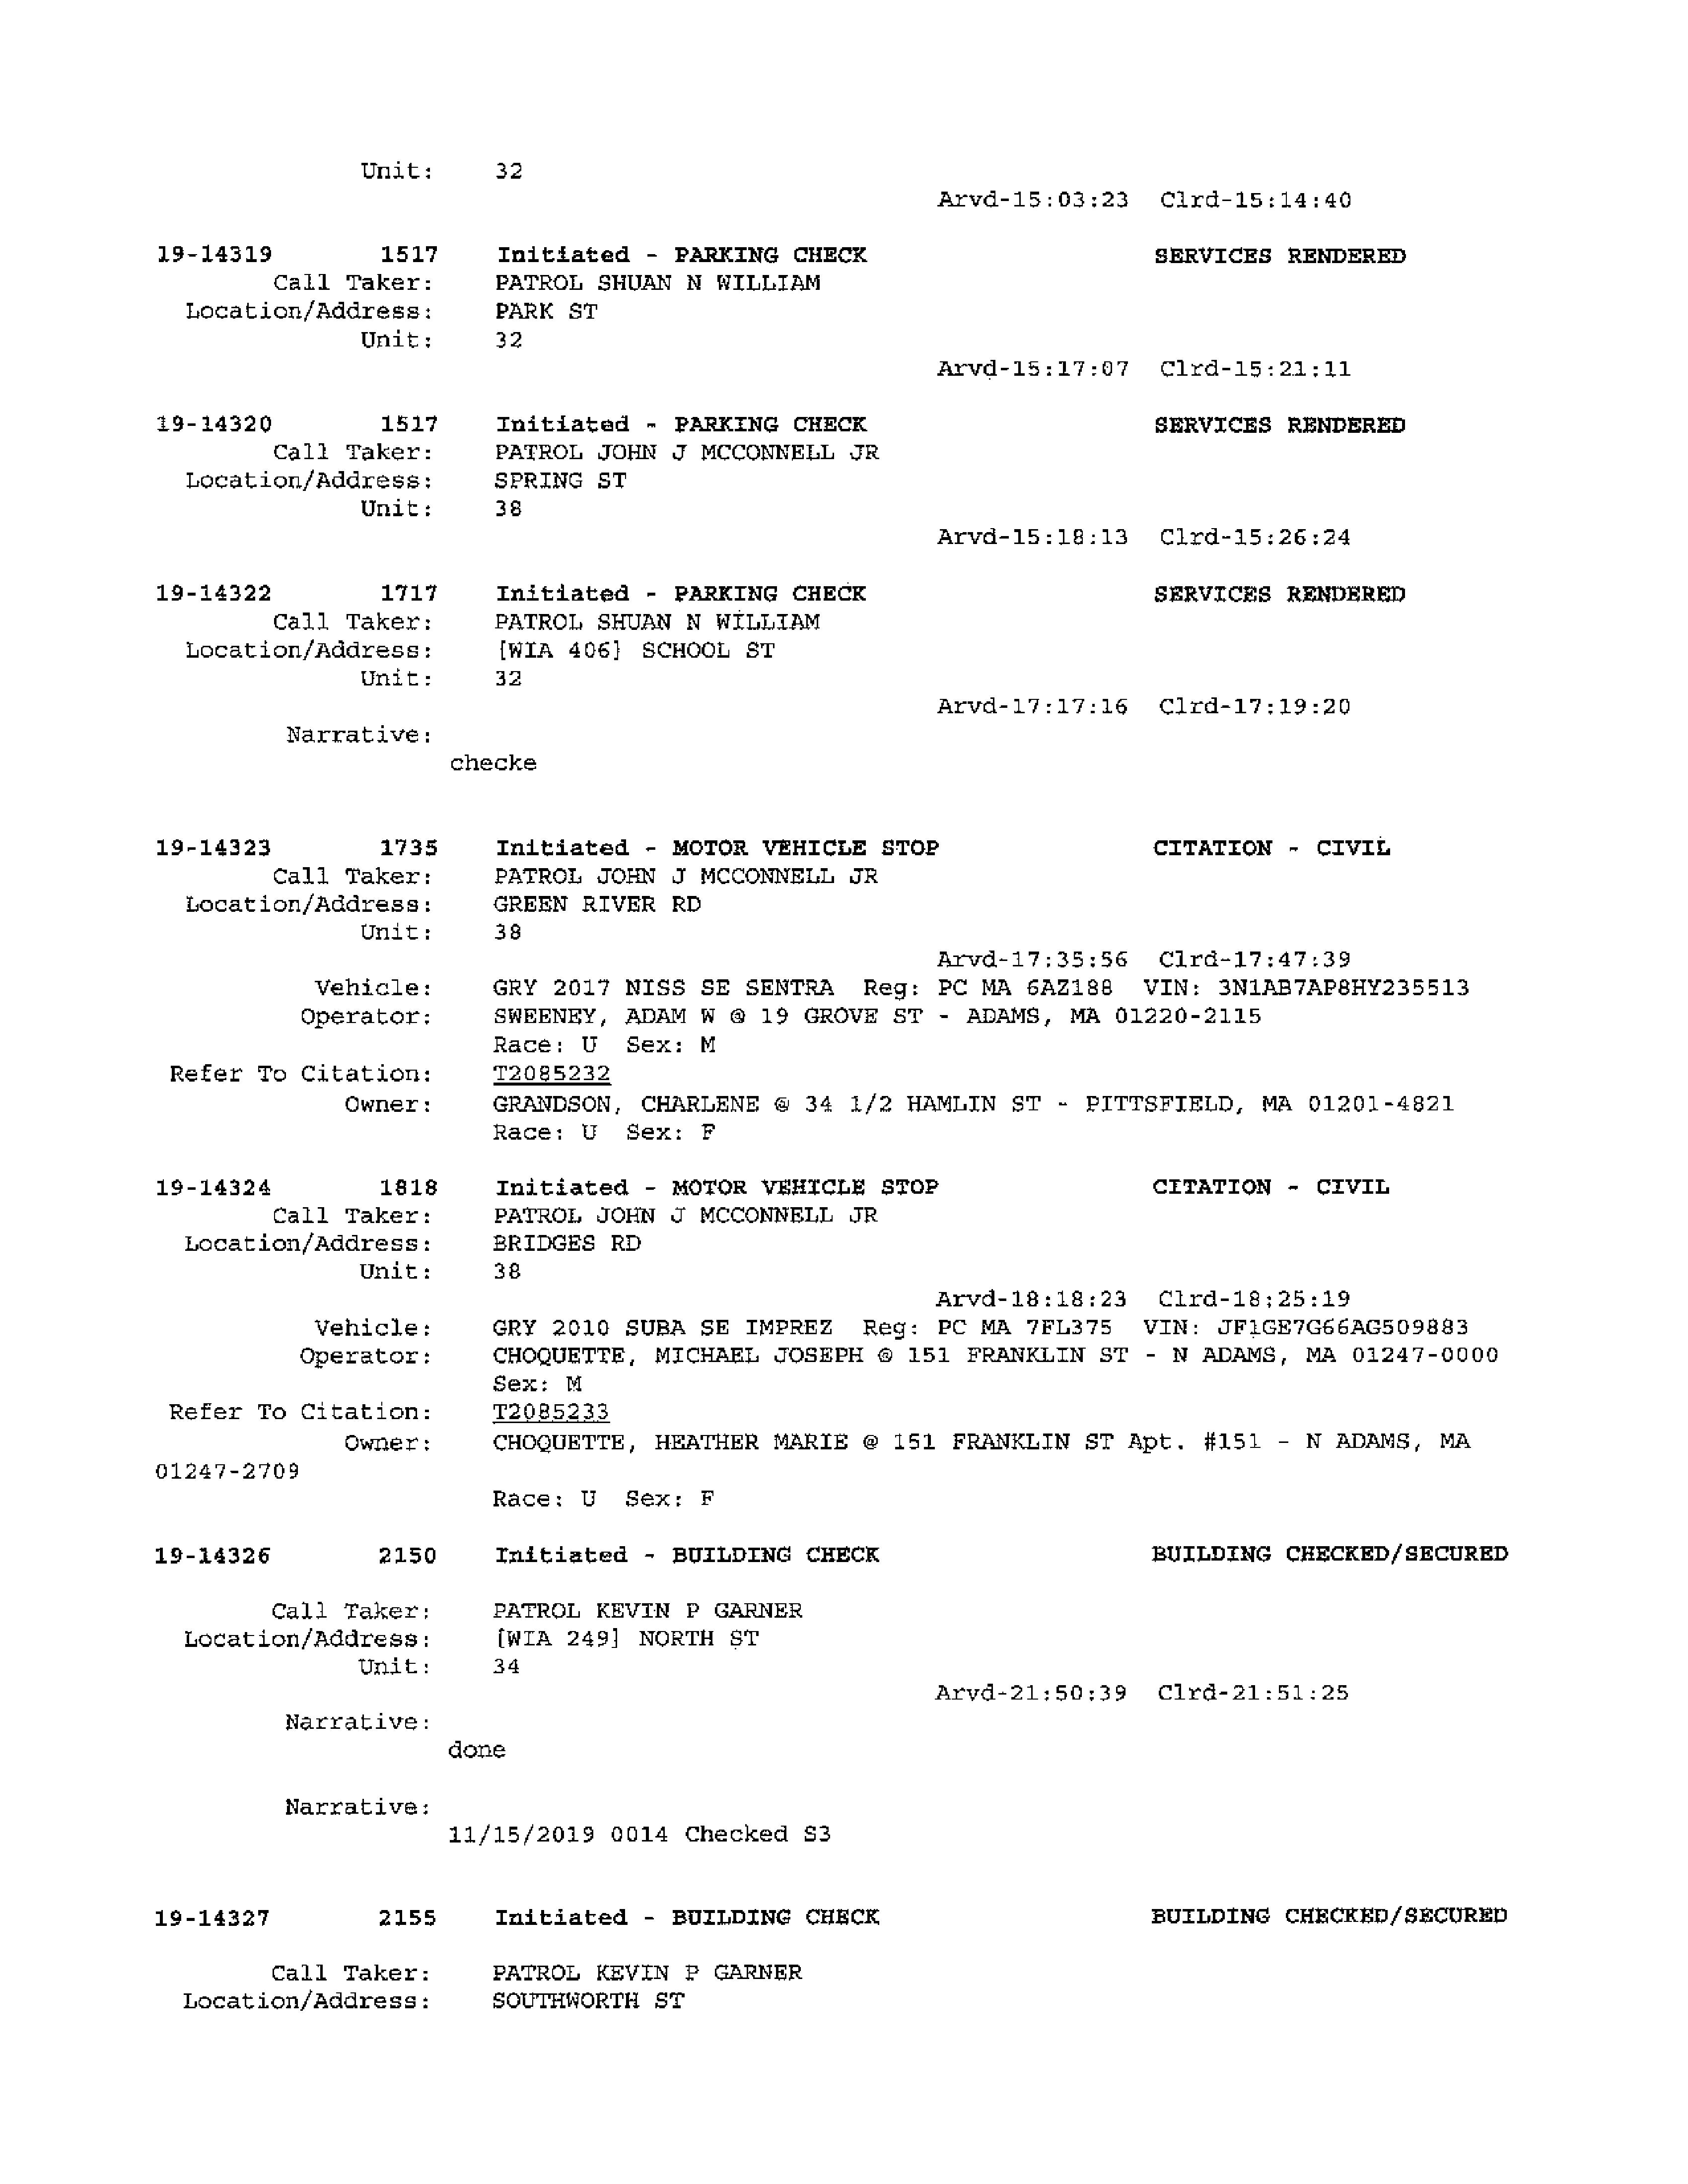 Unit: 32
Arvd-15:03:23 Clrd-15:14:40
19-14319 1517 Initiated - PARKING CHECK SERVICES RENDERED
Call Taker: PATROL SHUAN N WILLIAM
Location/Address: PARK ST
Unit: 32
Arvd-15:17:07 Clrd-15:21:11
19-14320 1517 Initiated - PARKING CHECK SERVICES RENDERED
Call Taker: PATROL JOHN J MCCONNELL JR
Location/Address: SPRING ST
Unit: 38
Arvd-15:18:13 Clrd-15:26:24
19-14322 1717 Initiated - PARKING CHECK SERVICES RENDERED
Call Taker: PATROL SHUAN N WILLIAM
Location/Address: [WIA 406] SCHOOL ST
Unit: 32
Arvd-17:17:16 Clrd-17:19:20
Narrative:
checke
19-14323 1735 Initiated - MOTOR VEHICLE STOP CITATION - CIVIL
Call Taker: PATROL JOHN J MCCONNELL JR
Location/Address: GREEN RIVER RD
Unit: 38
Arvd-17:35:56 Clrd-17:47:39
Vehicle: GRY 2017 NISS SE SENTRA Reg: PC MA 6AZ188 VIN: 3N1AB7AP8HY235513
Operator: SWEENEY, ADAM W @ 19 GROVE ST - ADAMS, MA 01220-2115
Race: U Sex: M
Refer To Citation: T2085232
Owner: GRANDSON, CHARLENE @ 34 1/2 HAMLIN ST - PITTSFIELD, MA 01201-4821
Race: U Sex: F
19-14324 1818 Initiated - MOTOR VEHICLE STOP CITATION - CIVIL
Call Taker: PATROL JOHN J MCCONNELL JR
Location/Address: BRIDGES RD
Unit: 38
Arvd-18:18:23 Clrd-18:25:19
Vehicle: GRY 2010 SUBA SE IMPREZ Reg: PC MA 7FL375 VIN: JF1GE7G66AG509883
Operator: CHOQUETTE, MICHAEL JOSEPH @ 151 FRANKLIN ST - N ADAMS, MA 01247-0000
Sex: M
Refer To Citation: T2085233
Owner: CHOQUETTE, HEATHER MARIE @ 151 FRANKLIN ST Apt. #151 - N ADAMS, MA
01247-2709
Race: U Sex: F
19-14326 2150 Initiated - BUILDING CHECK BUILDING CHECKED/SECURED
Call Taker: PATROL KEVIN P GARNER
Location/Address: [WIA 249] NORTH ST
Unit: 34
Arvd-21:50:39 Clrd-21:51:25
Narrative:
done
Narrative:
11/15/2019 0014 Checked S3
19-14327 2155 Initiated - BUILDING CHECK BUILDING CHECKED/SECURED
Call Taker: PATROL KEVIN P GARNER
Location/Address: SOUTHWORTH ST